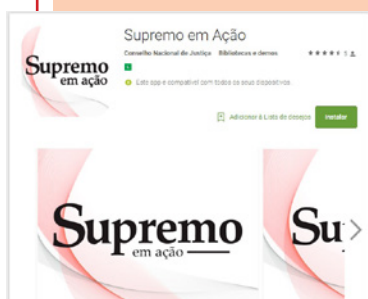 Supremo em Ação
Conselho Nacional de Justiça Bibliotecas e demos
3
Supremo
em ação
Este app é compatível com todos os seus dispositivos.
Adicionar à Lista de desejos
Instalar
Supremo
em ação
Su